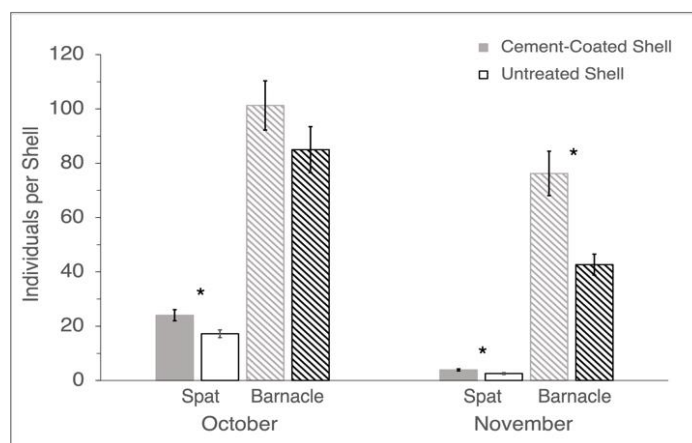 Individuals per Shell
120
100
80
60
40
20
0
Cement-Coated Shell
Untreated Shell
*
*
*
Spat Barnacle Spat Barnacle
October November